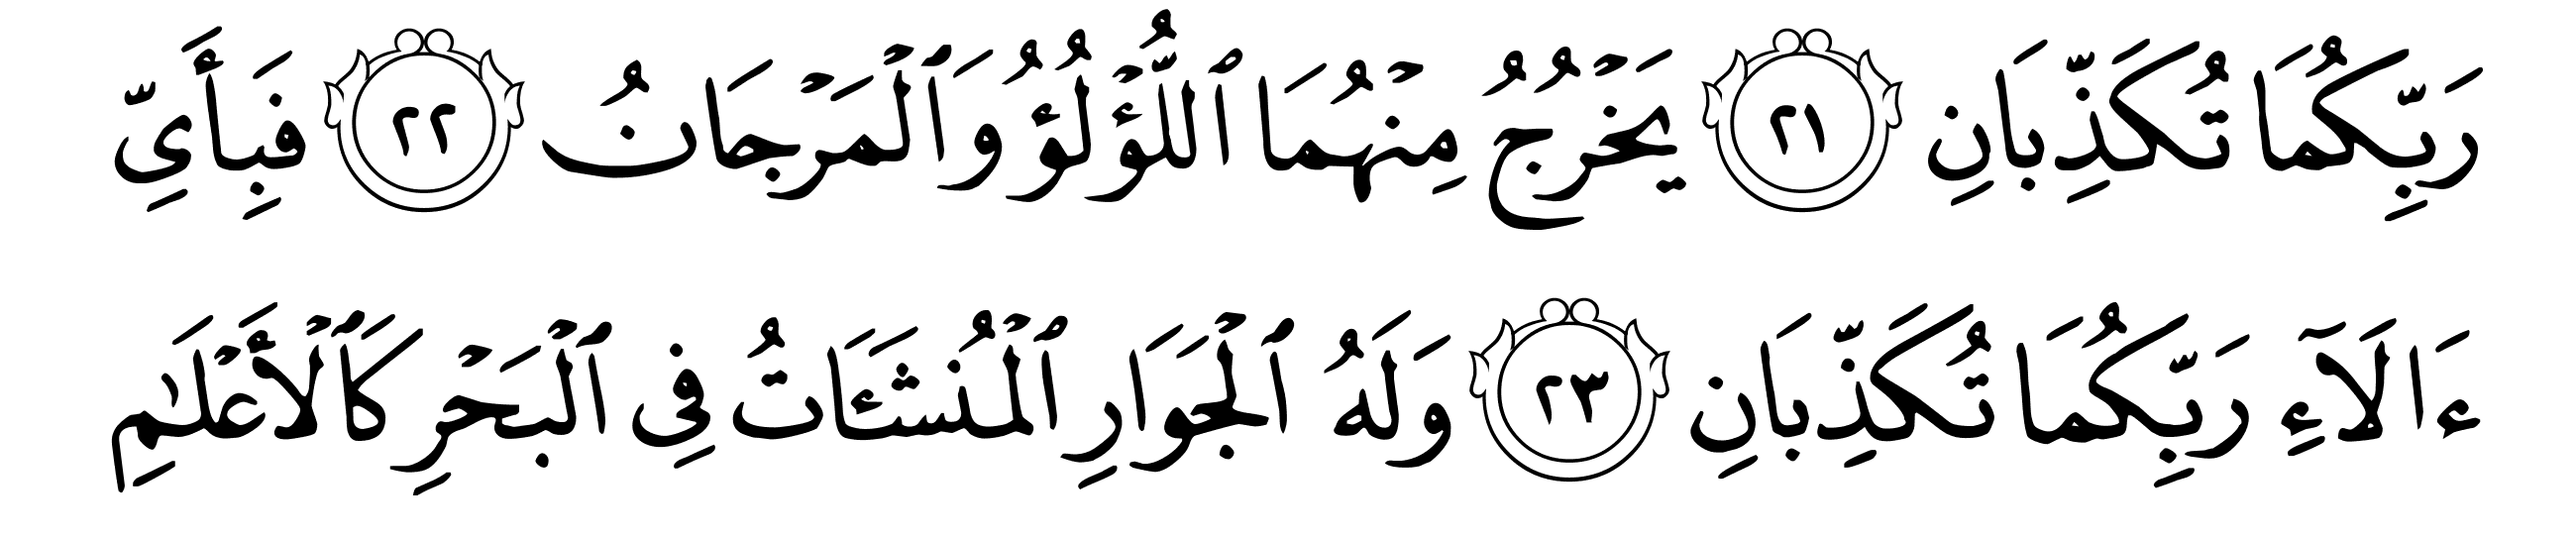 رَبِّكُمَا تُكَذِّبَانِ ٢١ يَخۡرُجُ مِنۡهُمَا ٱللُّؤۡلُؤُ وَٱلۡمَرۡجَانُ ٢٢ فَبِأَيِّ
ءَالَآءِ رَبِّكُمَا تُكَذِّبَانِ ٢٣ وَلَهُ ٱلۡجَوَارِ ٱلۡمُنشَـَٔاتُ فِي ٱلۡبَحۡرِ كَٱلۡأَعۡلَٰمِ